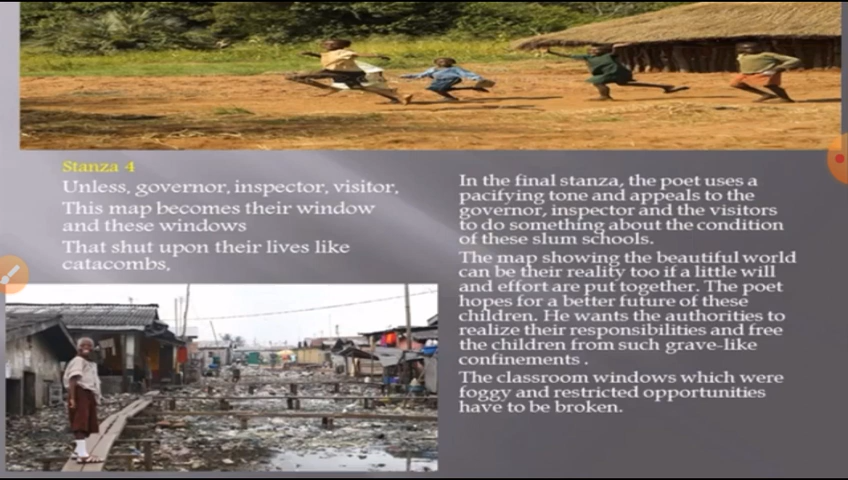 Stanza 4
Unless, governor, inspector, visitor,
This map becomes their window
and these windows
That shut upon their lives like
catacombs,
In the final stanza, the poet uses a
pacifying tone and appeals to the
governor, inspector and the visitors
to do something about the condition
of these slum schools.
The map showing the beautiful world
can be their reality too if a little will
and effort are put together. The poet
hopes for a better future of these
children. He wants the authorities to
realize their responsibilities and free
the children from such grave-like
confinements .
The classroom windows which were
foggy and restricted opportunities
have to be broken.